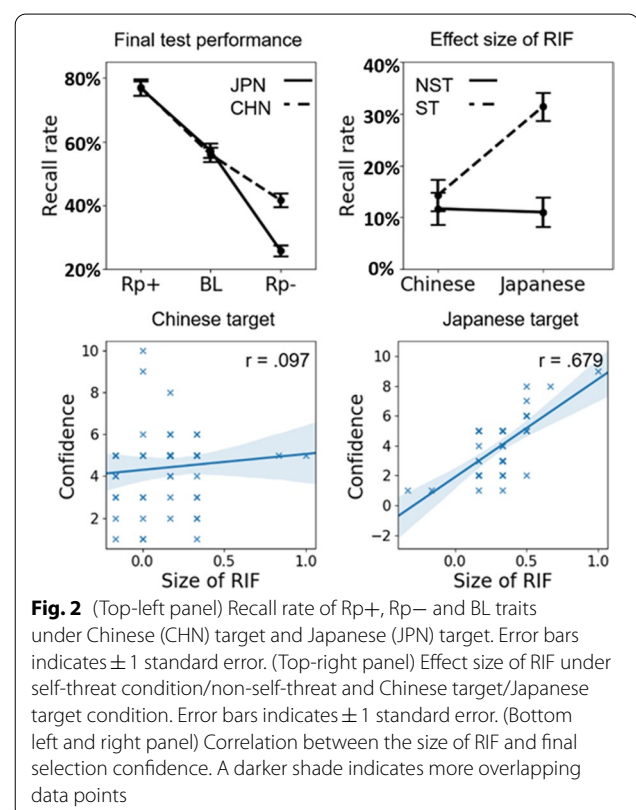 Final test performance
80%
60%
40%
20%
Recall rate
JPN
CHN
Rp+ BL Rp-
Effect size of RIF
40%
30%
20%
10%
0%
Recall rate
NST
ST
Chinese Japanese
Chinese target
r = .097
10
8
6
4
2
Confidence
0.0 0.5 1.0
Size of RIF
Japanese target
r = .679
10
8
6
4
2
0
−2
Confidence
0.0 0.5 1.0
Size of RIF
Fig. 2 (Top-left panel) Recall rate of Rp+, Rp− and BL traits
under Chinese (CHN) target and Japanese (JPN) target. Error bars
indicates ± 1 standard error. (Top-right panel) Effect size of RIF under
self-threat condition/non-self-threat and Chinese target/Japanese
target condition. Error bars indicates ± 1 standard error. (Bottom
left and right panel) Correlation between the size of RIF and final
selection confidence. A darker shade indicates more overlapping
data points